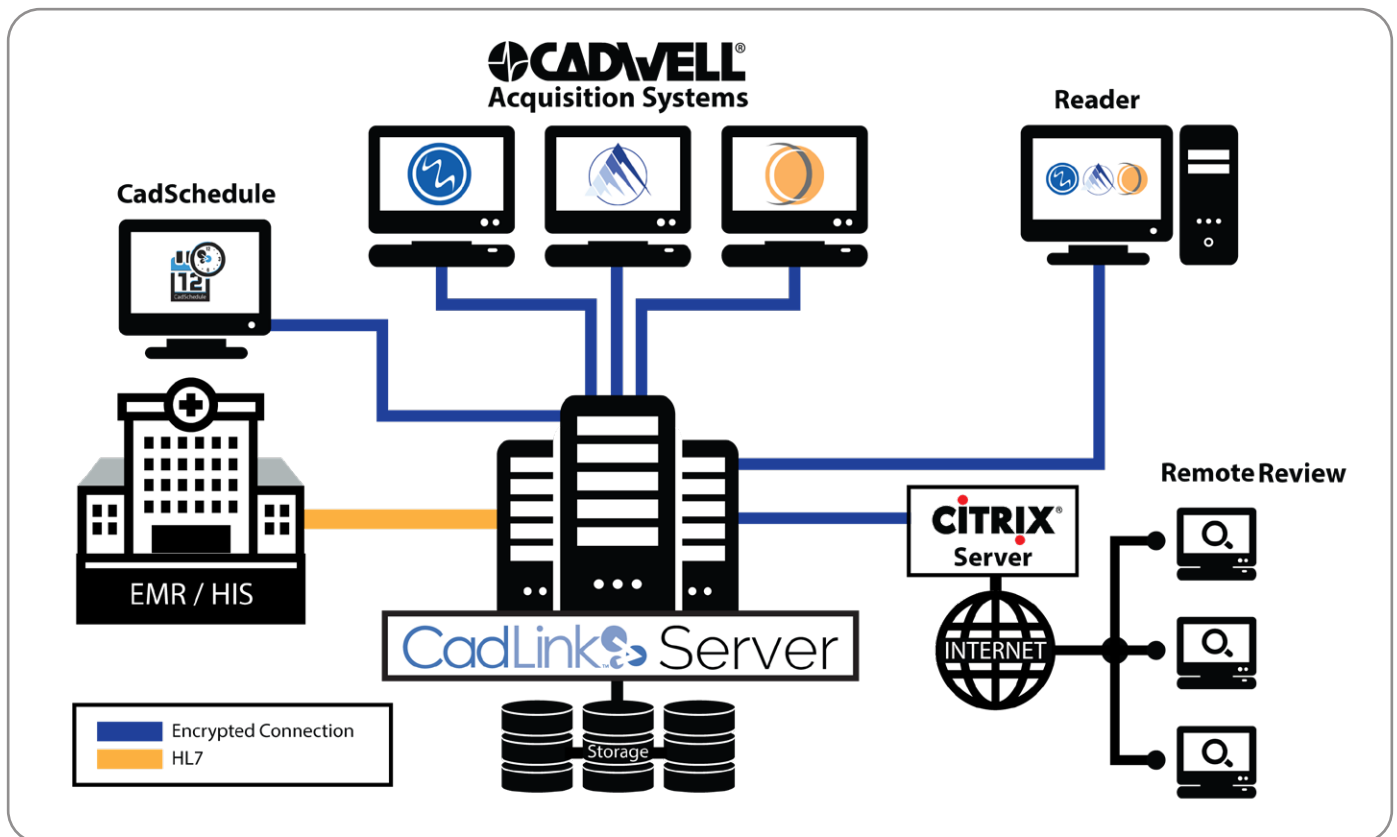 CADWELL®
Acquisition Systems
Reader
CadSchedule
12
CadSchedule
EMR / HIS
CiTRIX®
Server
Remote Review
INTERNET
CadLink™ Server
Storage
Encrypted Connection
HL7